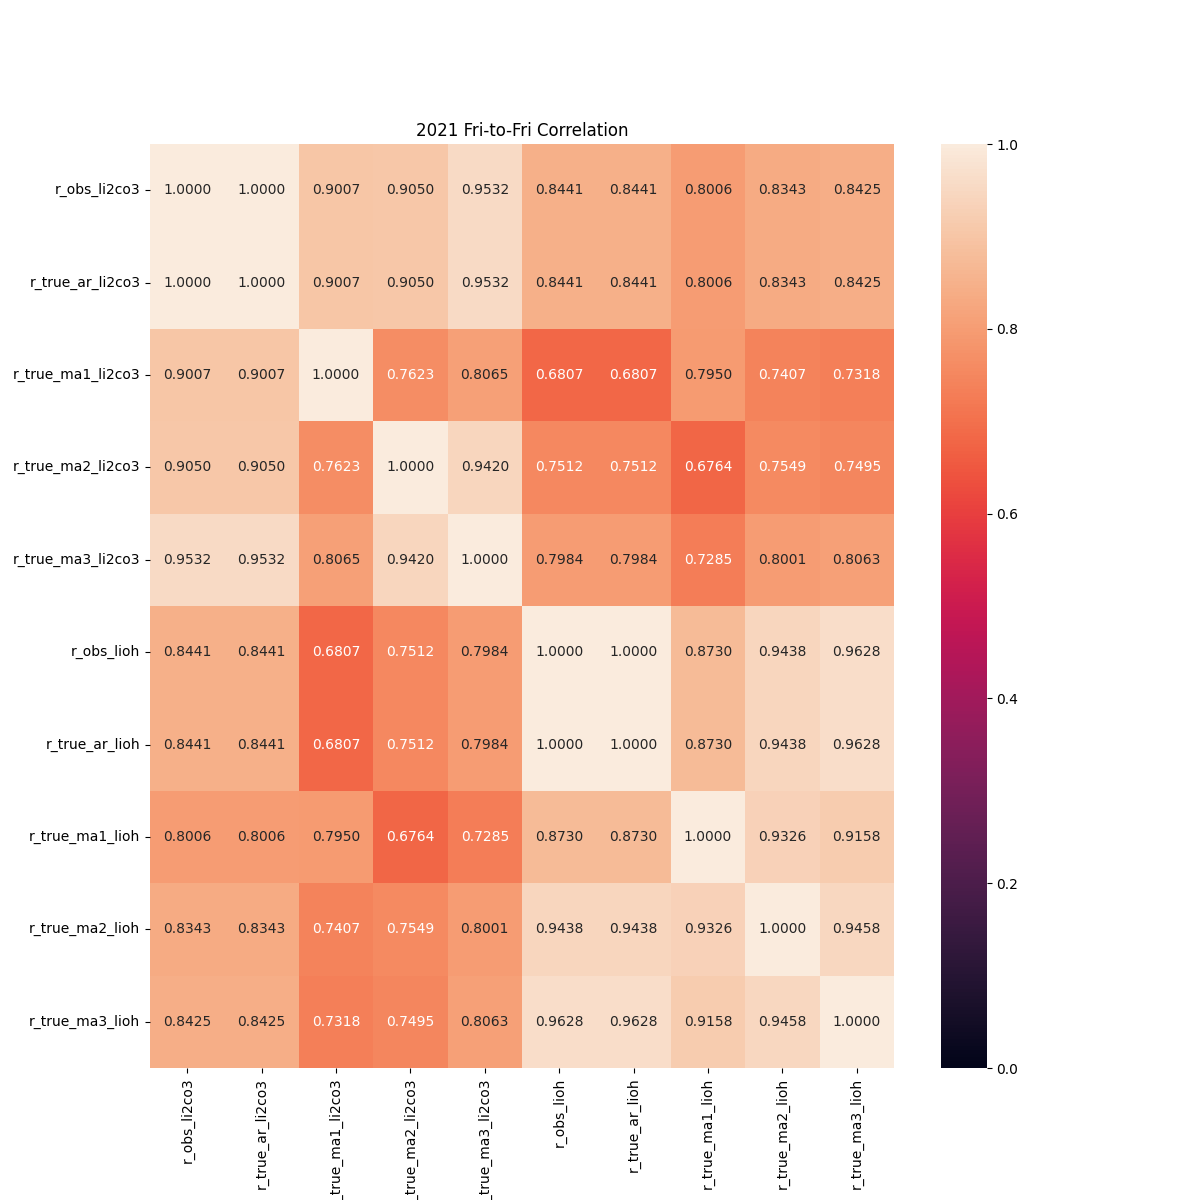 2021 Fri-to-Fri Correlation
r_obs_li2co3 1.0000 1.0000 0.9007 0.9050 0.9532 0.8441 0.8441 0.8006 0.8343 0.8425
r_true_ar_li2co3 1.0000 1.0000 0.9007 0.9050 0.9532 0.8441 0.8441 0.8006 0.8343 0.8425
r_true_ma1_li2co3 0.9007 0.9007 1.0000 0.7623 0.8065 0.6807 0.6807 0.7950 0.7407 0.7318
r_true_ma2_li2co3 0.9050 0.9050 0.7623 1.0000 0.9420 0.7512 0.7512 0.6764 0.7549 0.7495
r_true_ma3_li2co3 0.9532 0.9532 0.8065 0.9420 1.0000 0.7984 0.7984 0.7285 0.8001 0.8063
r_obs_lioh 0.8441 0.8441 0.6807 0.7512 0.7984 1.0000 1.0000 0.8730 0.9438 0.9628
r_true_ar_lioh 0.8441 0.8441 0.6807 0.7512 0.7984 1.0000 1.0000 0.8730 0.9438 0.9628
r_true_ma1_lioh 0.8006 0.8006 0.7950 0.6764 0.7285 0.8730 0.8730 1.0000 0.9326 0.9158
r_true_ma2_lioh 0.8343 0.8343 0.7407 0.7549 0.8001 0.9438 0.9438 0.9326 1.0000 0.9458
r_true_ma3_lioh 0.8425 0.8425 0.7318 0.7495 0.8063 0.9628 0.9628 0.9158 0.9458 1.0000
r_obs_li2co3
r_true_ar_li2co3
_true_ma1_li2co3
_true_ma2_li2co3
_true_ma3_li2co3
r_obs_lioh
r_true_ar_lioh
r_true_ma1_lioh
r_true_ma2_lioh
r_true_ma3_lioh
1.0
0.8
0.6
0.4
0.2
0.0